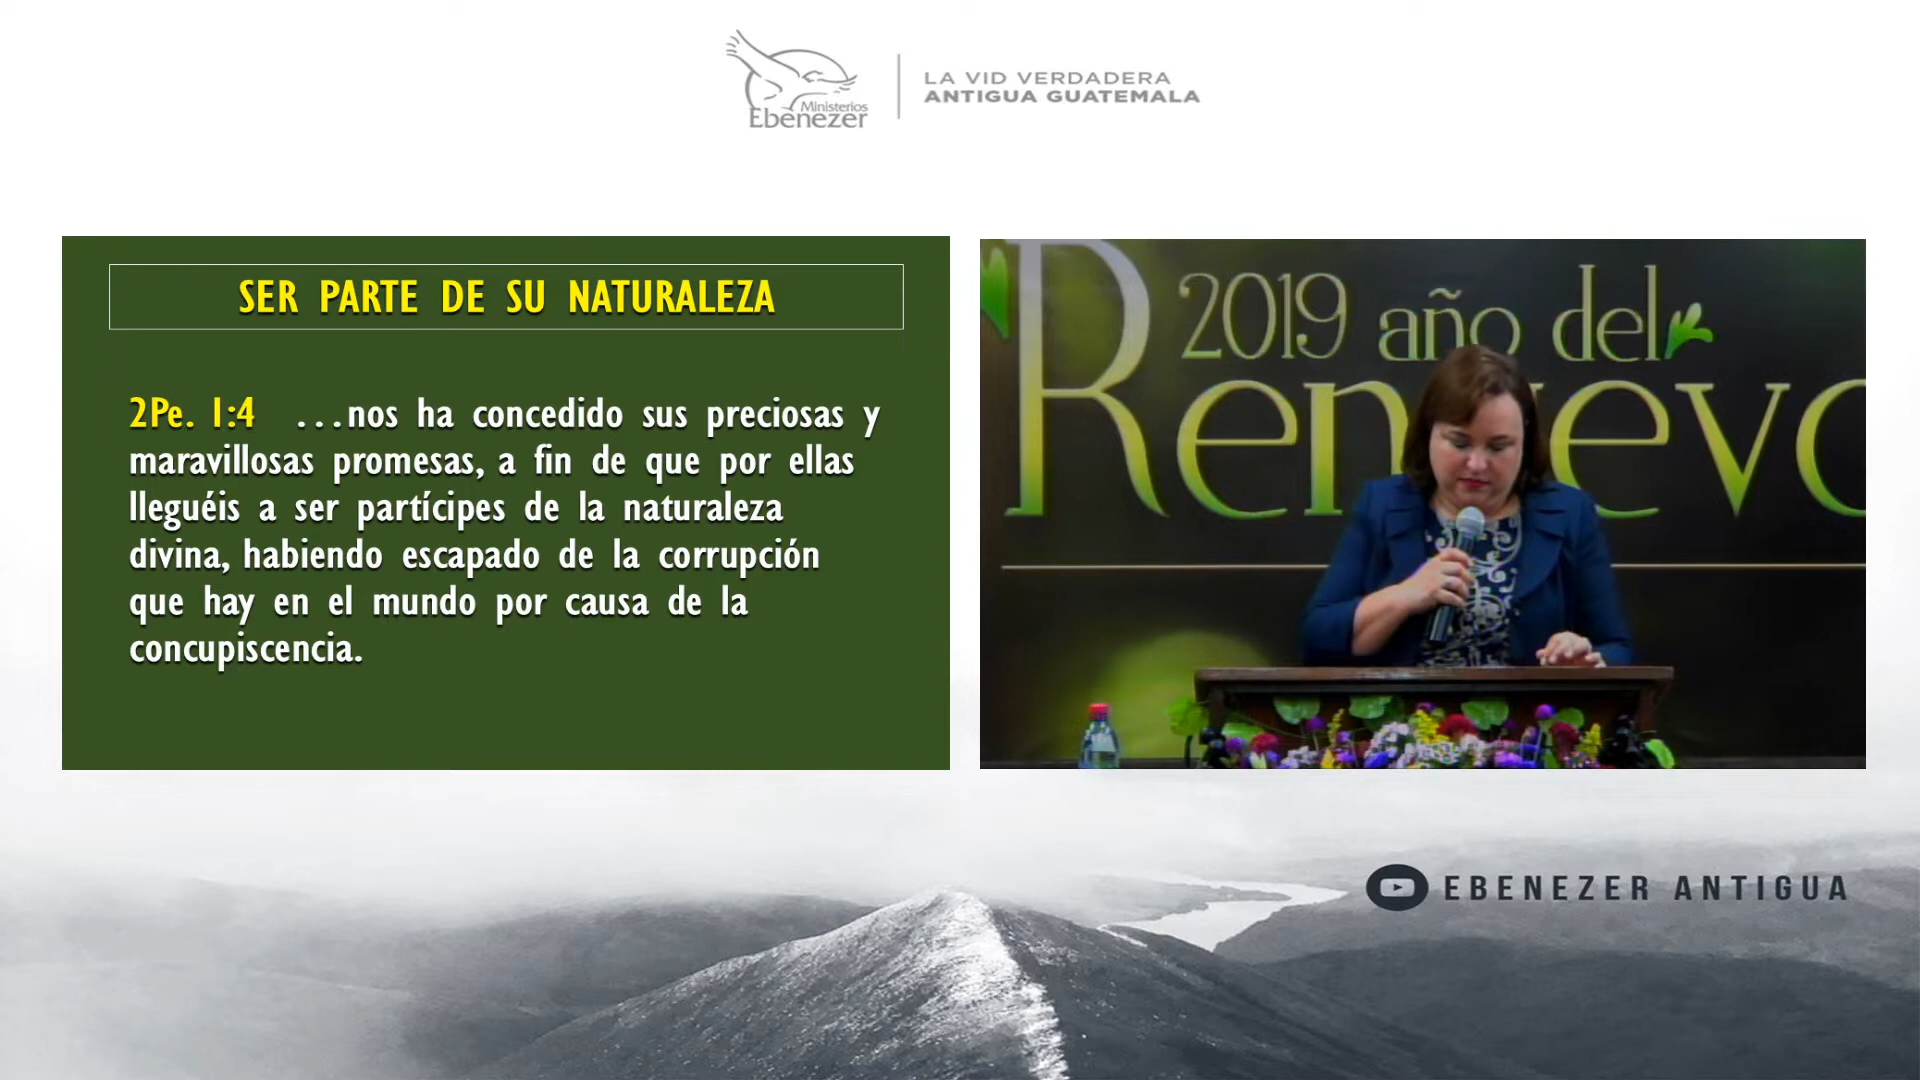 Ministerios
Ebenezer
LA VID VERDADERA
ANTIGUA GUATEMALA
SER PARTE DE SU NATURALEZA
2Pe. 1:4 ...nos ha concedido sus preciosas y
maravillosas promesas, a fin de que por ellas
lleguéis a ser partícipes de la naturaleza
divina, habiendo escapado de la corrupción
que hay en el mundo por causa de la
concupiscencia.
2019 año del
Renuevo
EBENEZER ANTIGUA